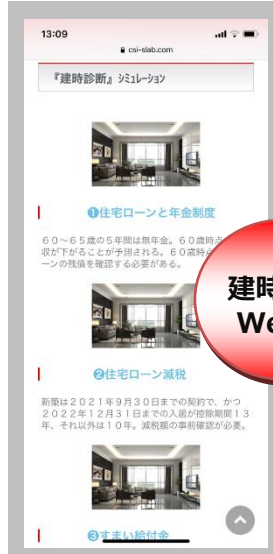 13:09
csi-slab.com
『建時診断』シミュレーション
❶住宅ローンと年金制度
６０～６５歳の５年間は無年金。６０歳時点
収が下がることが予測される。６０歳時点
ーンの残債を確認する必要がある。
建時
We
❷住宅ローン減税
新築は２０２１年９月３０日までの契約で、かつ
２０２２年１２月３１日までの入居が控除期間１３
年、それ以外は１０年。減税額の事前確認が必要。
❸すまい給付金